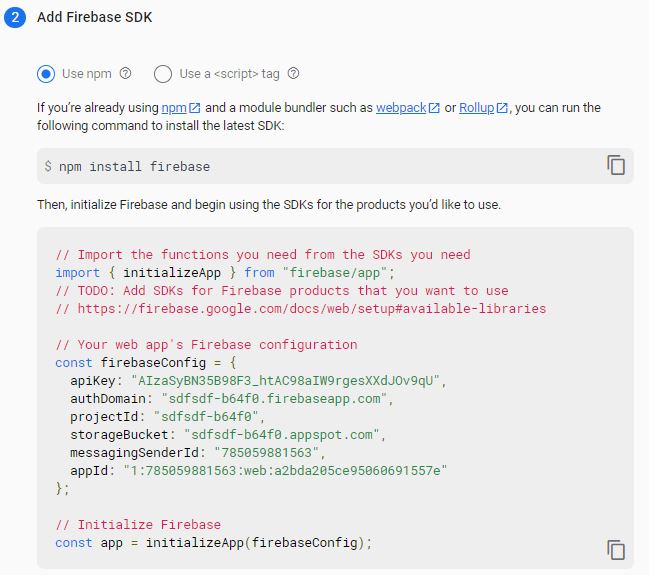 2 Add Firebase SDK
Use npm Use a <script> tag
If you're already using npm and a module bundler such as webpack or Rollup, you can run the
following command to install the latest SDK:
$ npm install firebase
Then, initialize Firebase and begin using the SDKs for the products you'd like to use.
// Import the functions you need from the SDKs you need
import { initializeApp } from "firebase/app";
// TODO: Add SDKs for Firebase products that you want to use
// https://firebase.google.com/docs/web/setup#available-libraries
// Your web app's Firebase configuration
const firebaseConfig = {
apiKey: "AIzaSyBN35B98F3_htAC98aIW9rgesXXdJOv9qU",
authDomain: "sdfsdf-b64f0.firebaseapp.com",
projectId: "sdfsdf-b64f0",
storageBucket: "sdfsdf-b64f0.appspot.com",
messagingSenderId: "785059881563",
appId: "1:785059881563:web:a2bda205ce95060691557e"
};
// Initialize Firebase
const app = initializeApp(firebaseConfig);